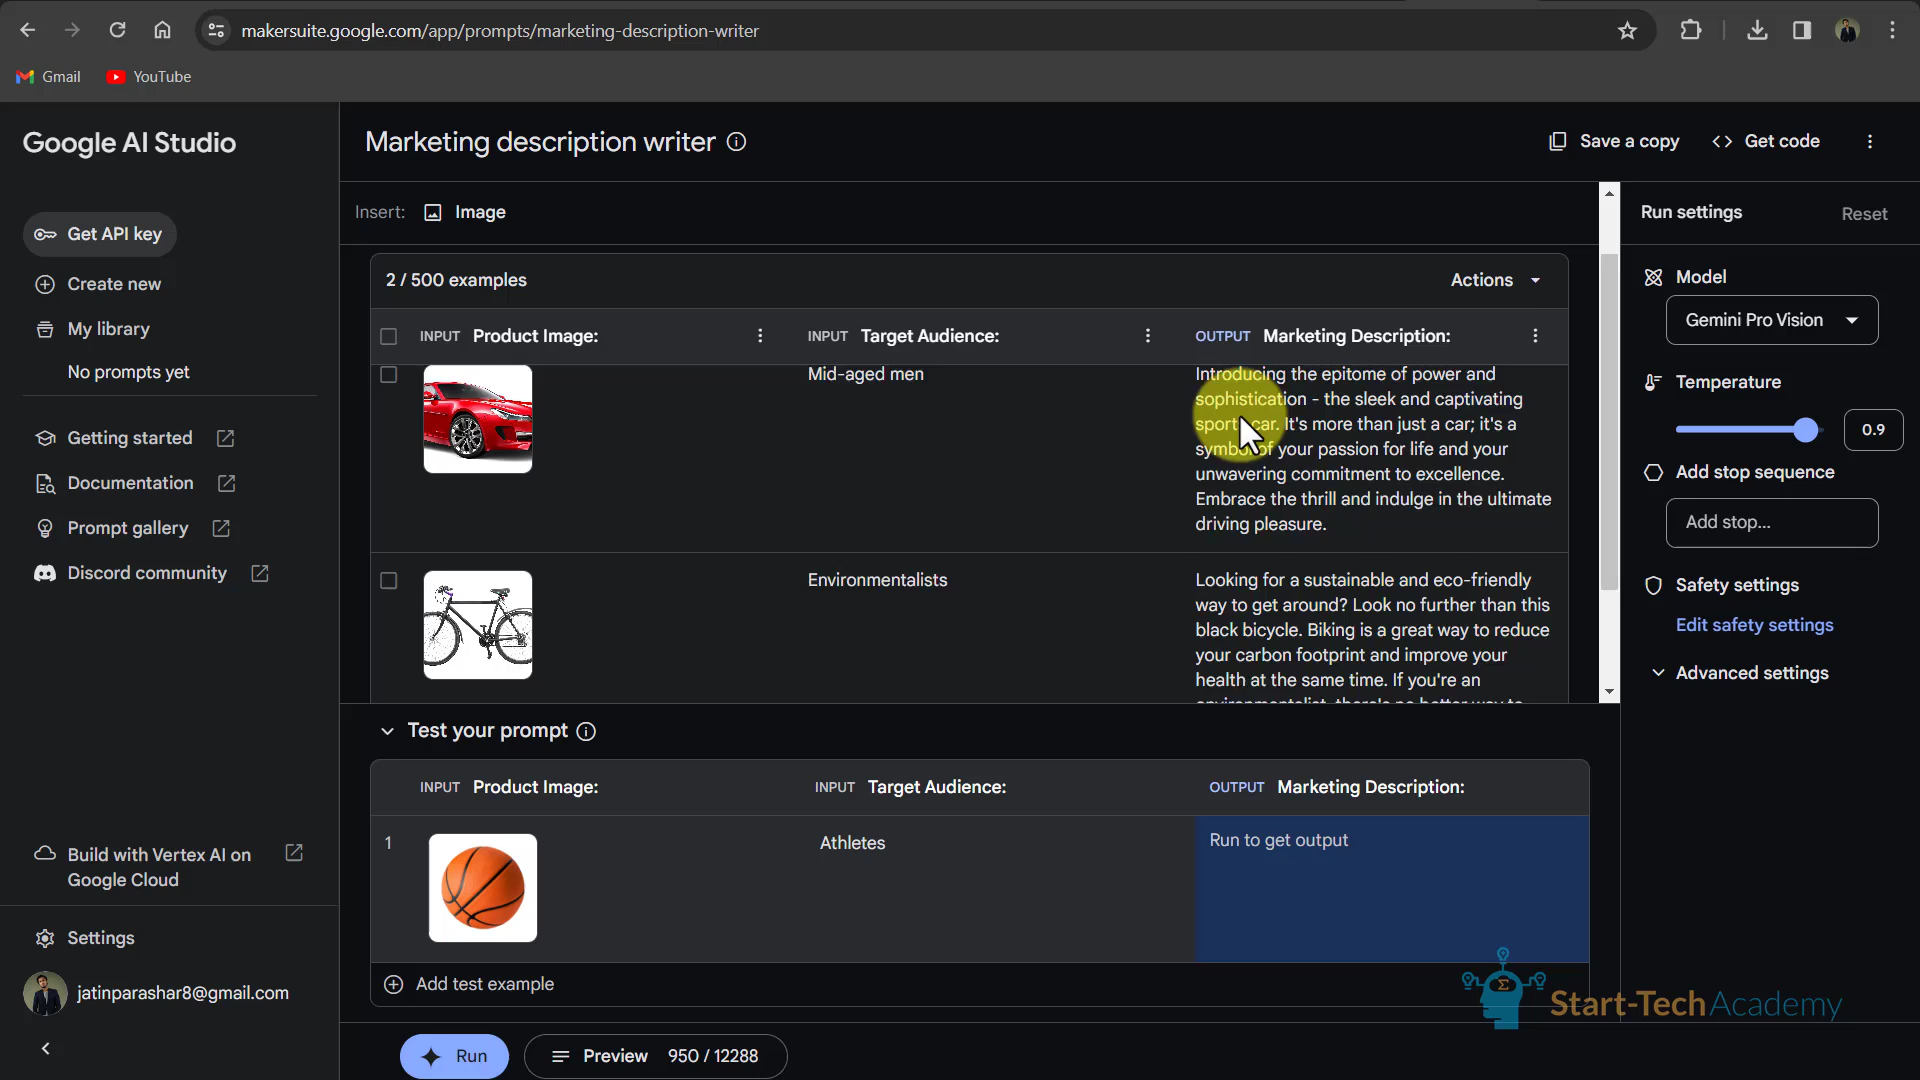 makersuite.google.com/app/prompts/marketing-description-writer
Gmail
YouTube
Google AI Studio
Marketing description writer
Save a copy
Get code
Get API key
Create new
My library
No prompts yet
Getting started
Documentation
Prompt gallery
Discord community
Build with Vertex AI on
Google Cloud
Settings
jatinparashar8@gmail.com
Insert:
Image
2 / 500 examples
Actions
INPUT Product Image:
INPUT Target Audience:
OUTPUT Marketing Description:
Mid-aged men
Introducing the epitome of power and
sophistication - the sleek and captivating
sports car. It's more than just a car; it's a
symbol of your passion for life and your
unwavering commitment to excellence.
Embrace the thrill and indulge in the ultimate
driving pleasure.
Environmentalists
Looking for a sustainable and eco-friendly
way to get around? Look no further than this
black bicycle. Biking is a great way to reduce
your carbon footprint and improve your
health at the same time. If you're an
environmentalist, there's no better way to
Test your prompt
INPUT Product Image:
INPUT Target Audience:
OUTPUT Marketing Description:
1
Athletes
Run to get output
Add test example
Run
Preview 950 / 12288
Run settings
Reset
Model
Gemini Pro Vision
Temperature
0.9
Add stop sequence
Add stop...
Safety settings
Edit safety settings
Advanced settings
Σ
Start-Tech Academy